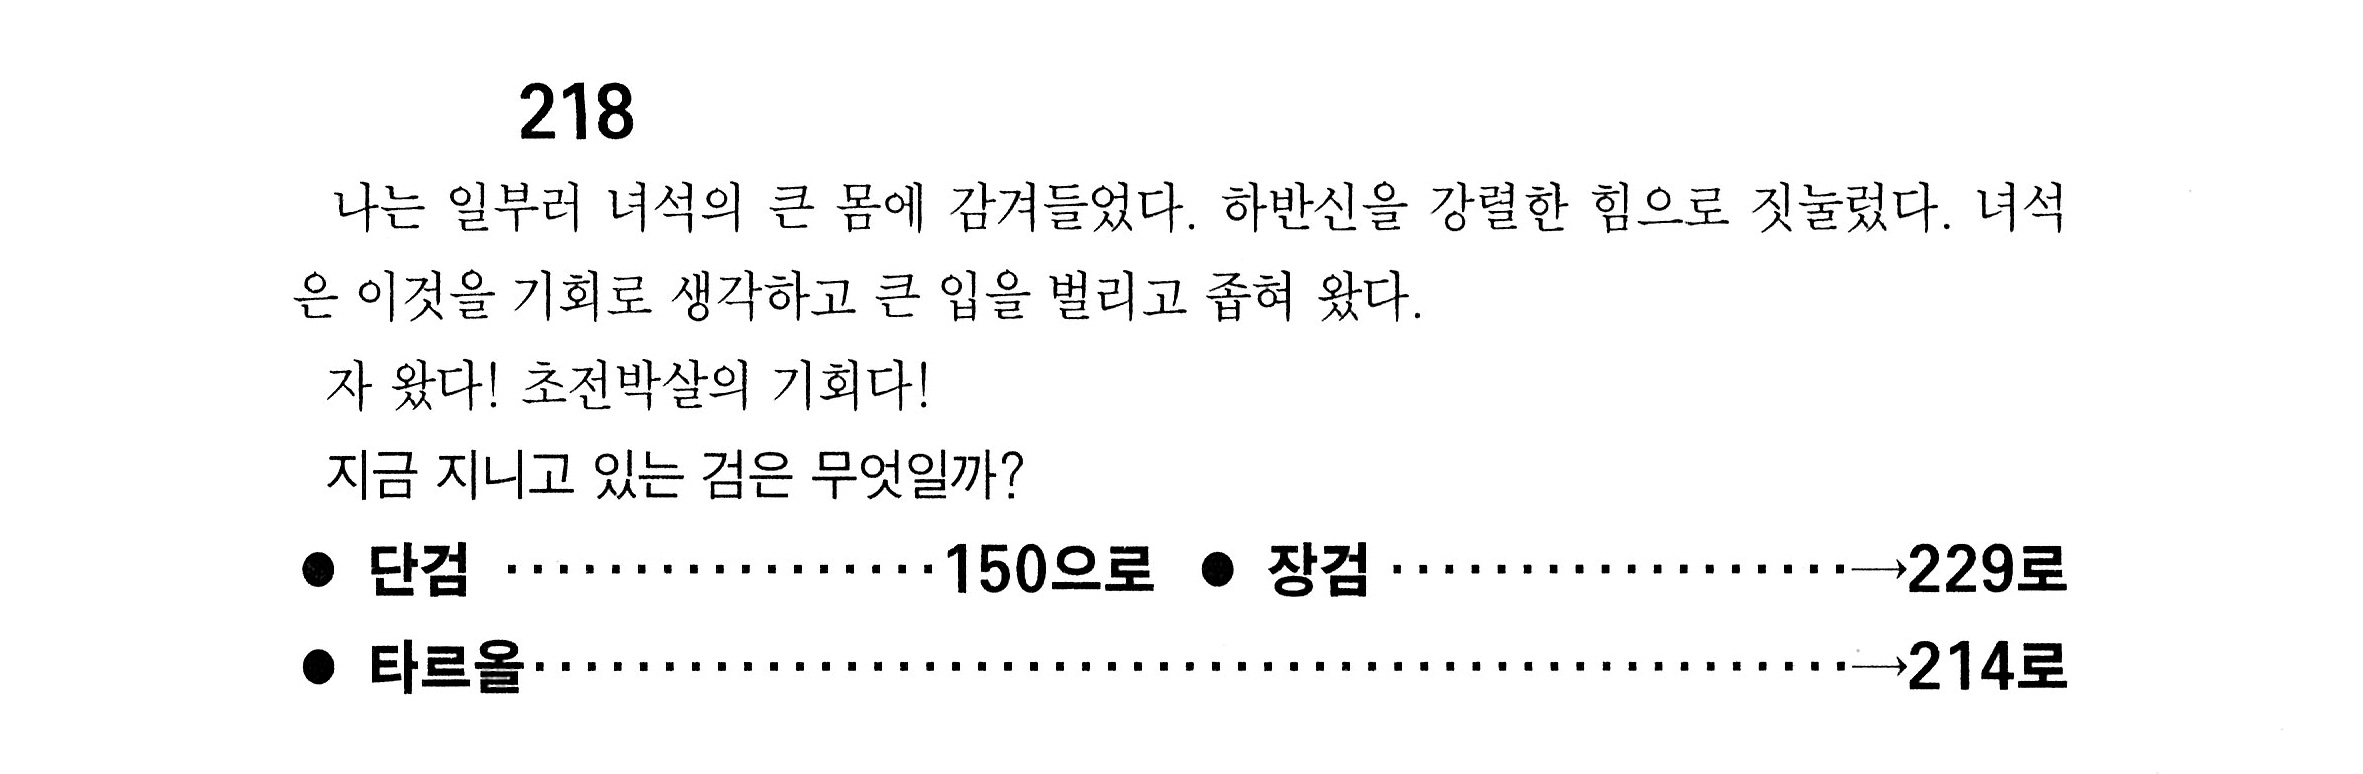 218
나는 일부러 녀석의 큰 몸에 감겨들었다. 하반신을 강렬한 힘으로 짓눌렀다. 녀석
은 이것을 기회로 생각하고 큰 입을 벌리고 좁혀 왔다.
자 왔다! 초전박살의 기회다!
지금 지니고 있는 검은 무엇일까?
● 단검 ·················150으로 ● 장검 ··················→229로
● 타르올···················································→214로